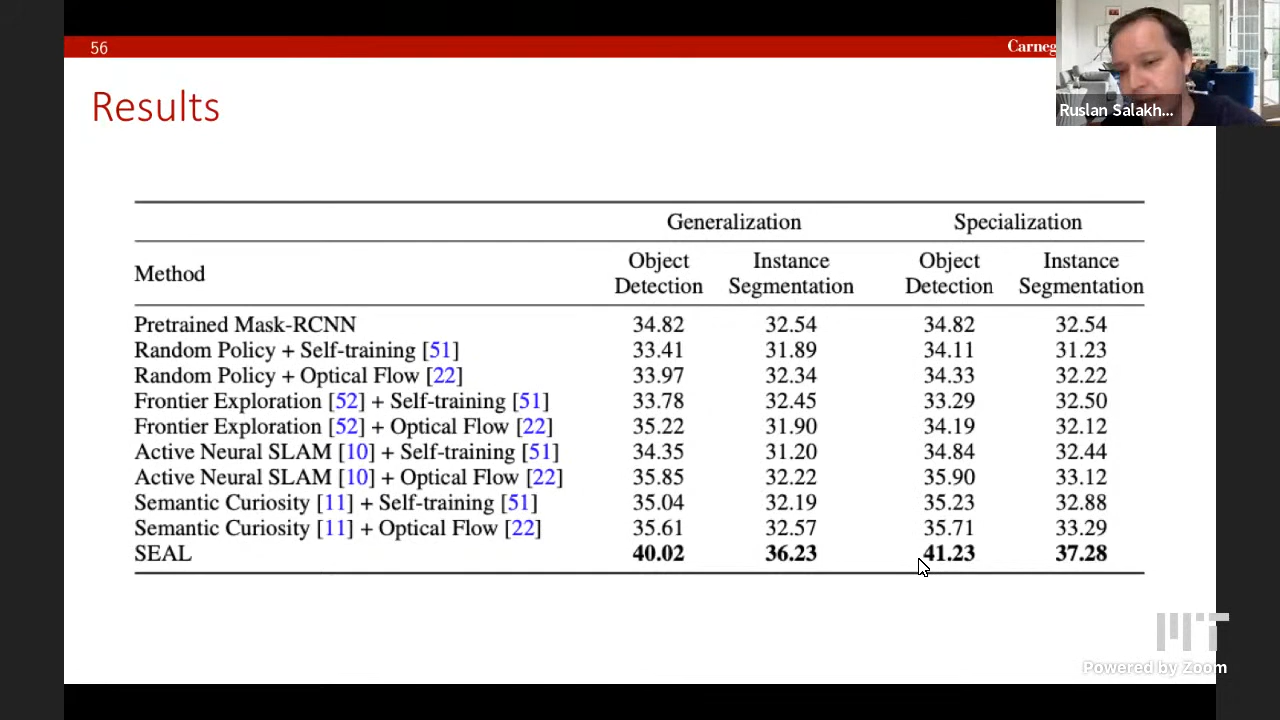 56
Carneg
Ruslan Salakh...
Results
Generalization Specialization
Method Object Detection Instance Segmentation Object Detection Instance Segmentation
Pretrained Mask-RCNN 34.82 32.54 34.82 32.54
Random Policy + Self-training [51] 33.41 31.89 34.11 31.23
Random Policy + Optical Flow [22] 33.97 32.34 34.33 32.22
Frontier Exploration [52] + Self-training [51] 33.78 32.45 33.29 32.50
Frontier Exploration [52] + Optical Flow [22] 35.22 31.90 34.19 32.12
Active Neural SLAM [10] + Self-training [51] 34.35 31.20 34.84 32.44
Active Neural SLAM [10] + Optical Flow [22] 35.85 32.22 35.90 33.12
Semantic Curiosity [11] + Self-training [51] 35.04 32.19 35.23 32.88
Semantic Curiosity [11] + Optical Flow [22] 35.61 32.57 35.71 33.29
SEAL 40.02 36.23 41.23 37.28
MIT
Powered by Zoom